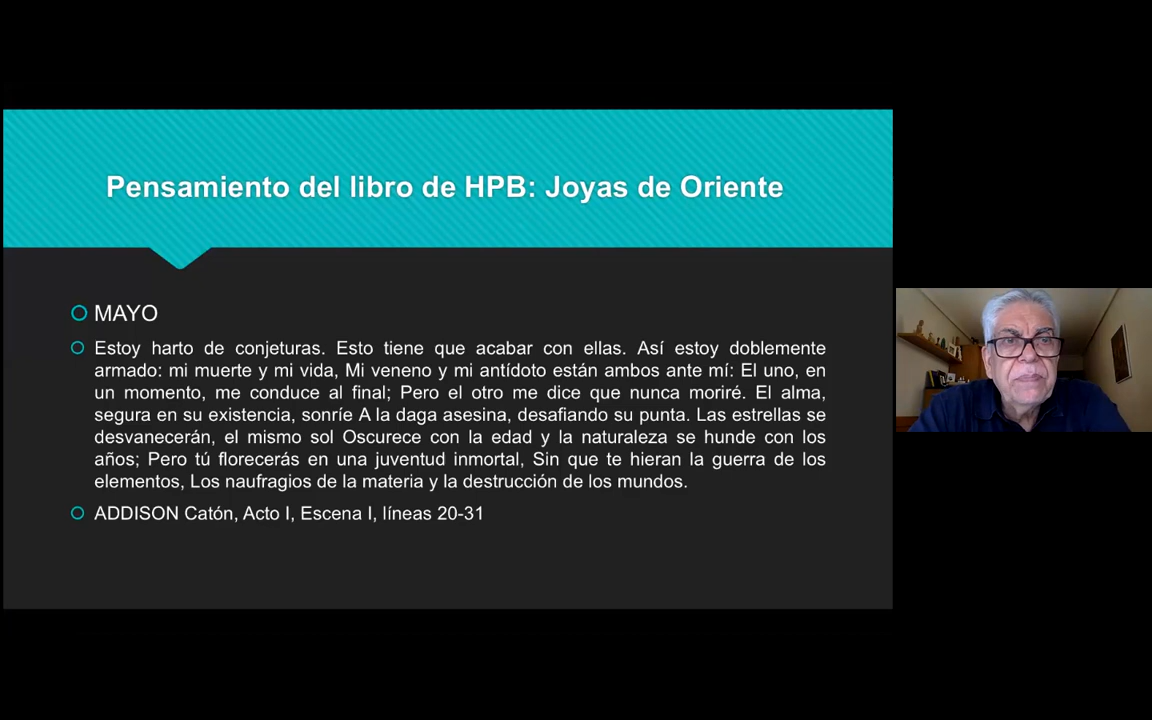 Pensamiento del libro de HPB: Joyas de Oriente
MAYO
Estoy harto de conjeturas. Esto tiene que acabar con ellas. Así estoy doblemente
armado: mi muerte y mi vida, Mi veneno y mi antídoto están ambos ante mí: El uno, en
un momento, me conduce al final; Pero el otro me dice que nunca moriré. El alma,
segura en su existencia, sonríe A la daga asesina, desafiando su punta. Las estrellas se
desvanecerán, el mismo sol Oscurece con la edad y la naturaleza se hunde con los
años; Pero tú florecerás en una juventud inmortal, Sin que te hieran la guerra de los
elementos, Los naufragios de la materia y la destrucción de los mundos.
ADDISON Catón, Acto I, Escena I, líneas 20-31